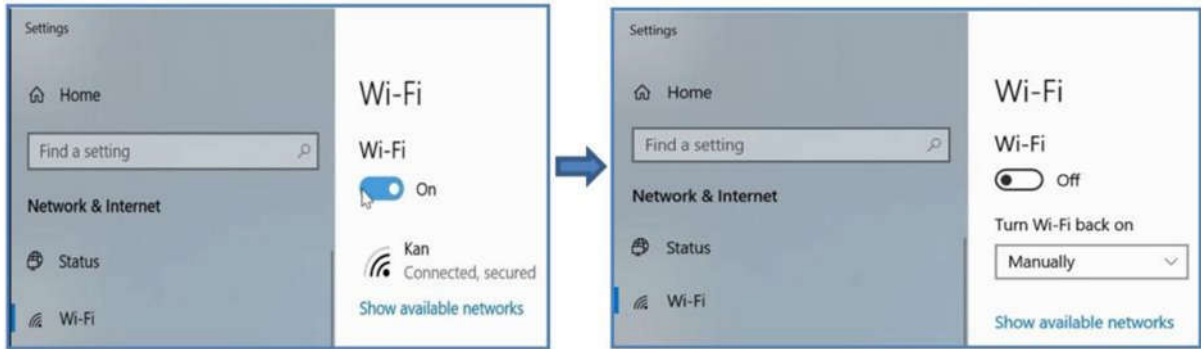 Settings
Home
Find a setting
Network & Internet
Status
Wi-Fi
Wi-Fi
Wi-Fi
On
Kan
Connected, secured
Show available networks
Settings
Home
Find a setting
Network & Internet
Status
Wi-Fi
Wi-Fi
Wi-Fi
Off
Turn Wi-Fi back on
Manually
Show available networks